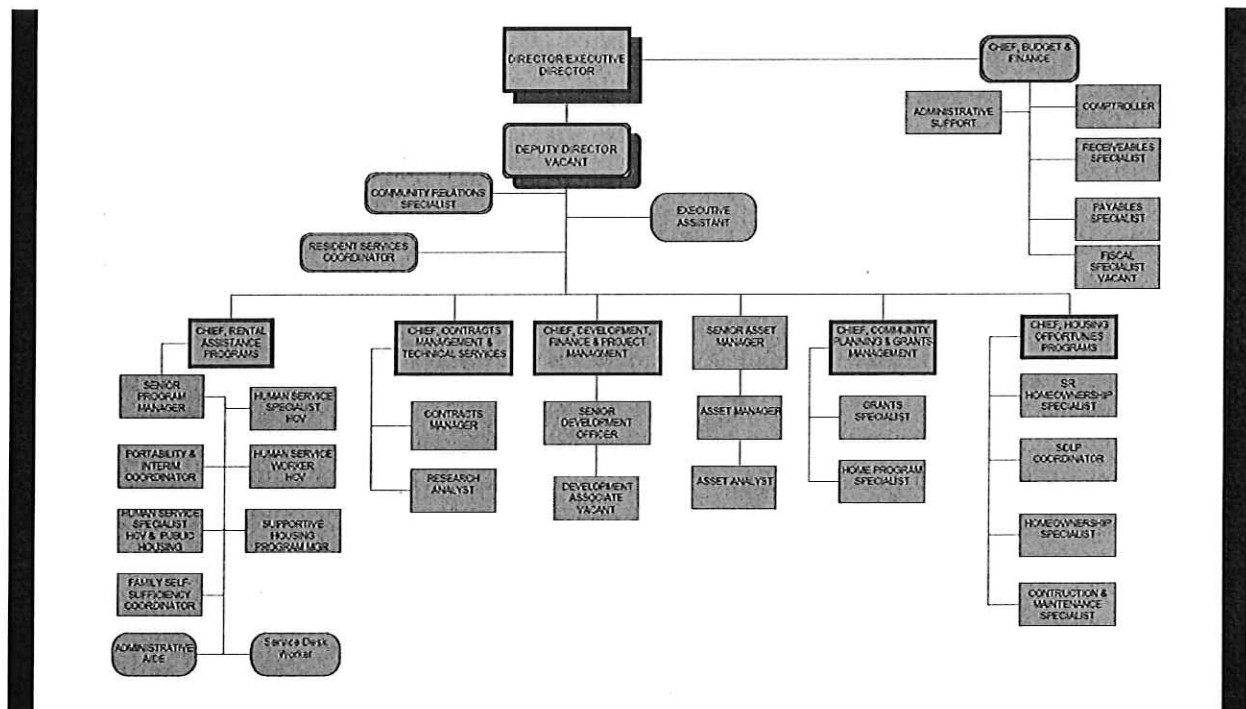 DIRECTOR/EXECUTIVE
DIRECTOR
CHIEF, BUDGET &
FINANCE
ADMINISTRATIVE
SUPPORT
COMPTROLLER
RECEIVEABLES
SPECIALIST
PAYABLES
SPECIALIST
FISCAL
SPECIALIST
VACANT
DEPUTY DIRECTOR
VACANT
COMMUNITY RELATIONS
SPECIALIST
EXECUTIVE
ASSISTANT
RESIDENT SERVICES
COORDINATOR
CHIEF, RENTAL
ASSISTANCE
PROGRAMS
SENIOR
PROGRAM
MANAGER
HUMAN SERVICE
SPECIALIST
HCV
PORTABILITY &
INTERIM
COORDINATOR
HUMAN SERVICE
WORKER
HCV
HUMAN SERVICE
SPECIALIST
HCV & PUBLIC
HOUSING
SUPPORTIVE
HOUSING
PROGRAM MGR
FAMILY SELF-
SUFFICIENCY
COORDINATOR
ADMINISTRATIVE
AIDE
Service Desk
Worker
CHIEF, CONTRACTS
MANAGEMENT &
TECHNICAL SERVICES
CONTRACTS
MANAGER
RESEARCH
ANALYST
CHIEF, DEVELOPMENT,
FINANCE & PROJECT
MANAGMENT
SENIOR
DEVELOPMENT
OFFICER
DEVELOPMENT
ASSOCIATE
VACANT
SENIOR ASSET
MANAGER
ASSET MANAGER
ASSET ANALYST
CHIEF, COMMUNITY
PLANNING & GRANTS
MANAGEMENT
GRANTS
SPECIALIST
HOME PROGRAM
SPECIALIST
CHIEF, HOUSING
OPPORTUNIES
PROGRAMS
SR.
HOMEOWNERSHIP
SPECIALIST
SDLP
COORDINATOR
HOMEOWNERSHIP
SPECIALIST
CONTRUCTION &
MAINTENANCE
SPECIALIST